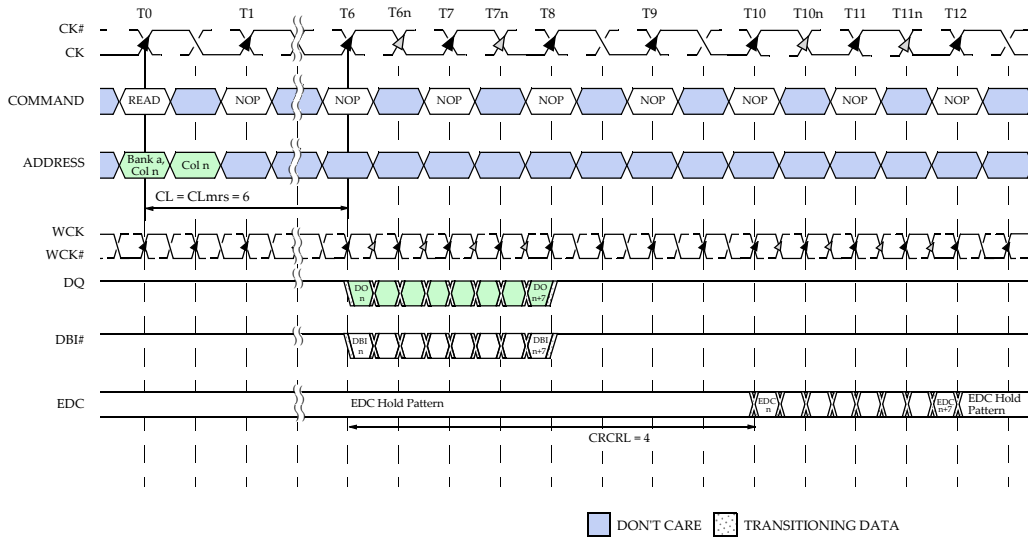 T0 T1 T6 T6n T7 T7n T8 T9 T10 T10n T11 T11n T12
CK#
CK
COMMAND READ NOP NOP NOP NOP NOP NOP NOP NOP
ADDRESS Bank a, Col n Col n
CL = CLmrs = 6
WCK
WCK#
DQ DO n DO n+7
DBI# DBI n DBI n+7
EDC EDC Hold Pattern EDC n EDC n+7 EDC Hold Pattern
CRCRL = 4
DON'T CARE TRANSITIONING DATA